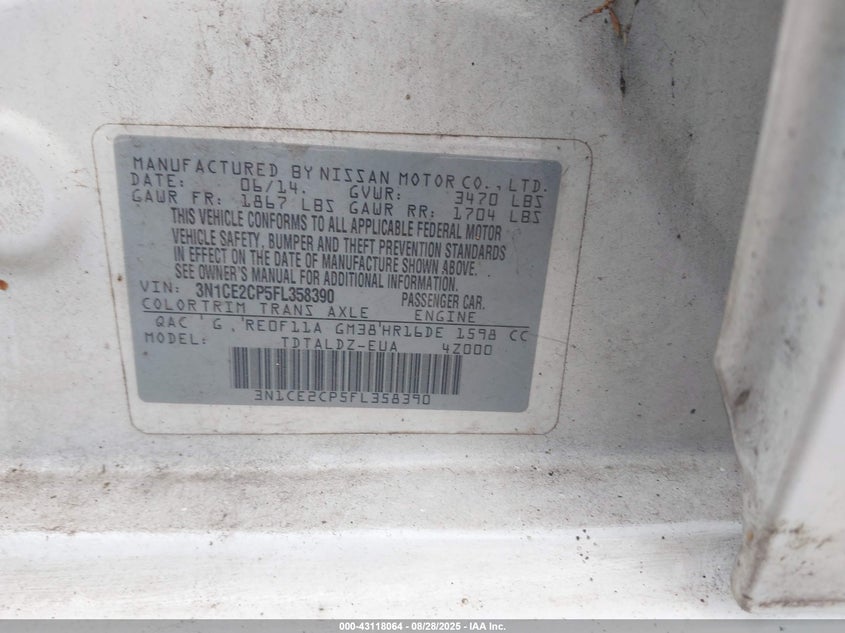 MANUFACTURED BY NISSAN MOTOR CO., LTD.
DATE: 06/14. GVWR: 3470 LBS
GAWR FR: 1867 LBS GAWR RR: 1704 LBS
THIS VEHICLE CONFORMS TO ALL APPLICABLE FEDERAL MOTOR
VEHICLE SAFETY, BUMPER AND THEFT PREVENTION STANDARDS
IN EFFECT ON THE DATE OF MANUFACTURE SHOWN ABOVE.
SEE OWNER'S MANUAL FOR ADDITIONAL INFORMATION.
VIN: 3N1CE2CP5FL358390 PASSENGER CAR.
COLOR TRIM TRANS AXLE ENGINE
QAC ' G , 'RE0F11A GM38'HR16DE 1598 CC
MODEL: TDTALDZ-EUA 4Z000
3N1CE2CP5FL358390
000-43118064 - 08/28/2025 - IAA Inc.